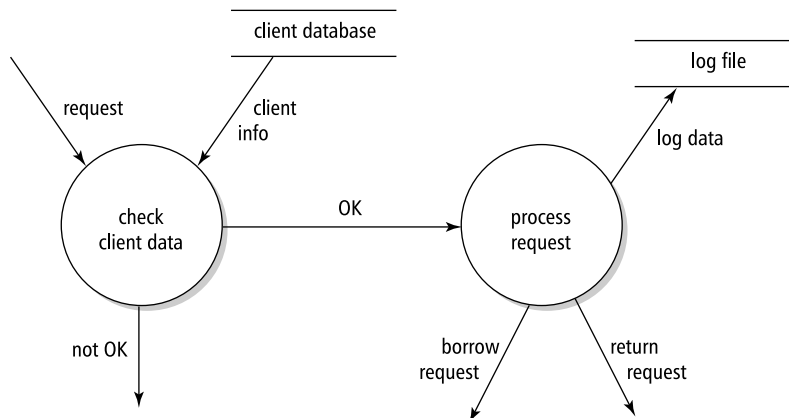 client database
log file
request
client
info
log data
check
client data
OK
process
request
not OK
borrow
request
return
request